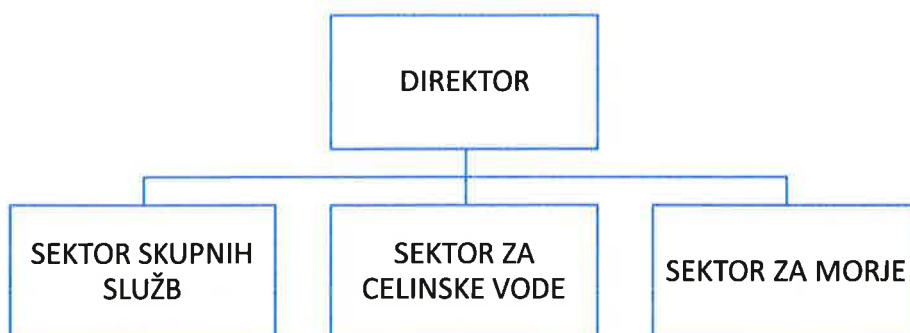 DIREKTOR
SEKTOR SKUPNIH
SLUŽB
SEKTOR ZA
CELINSKE VODE
SEKTOR ZA MORJE